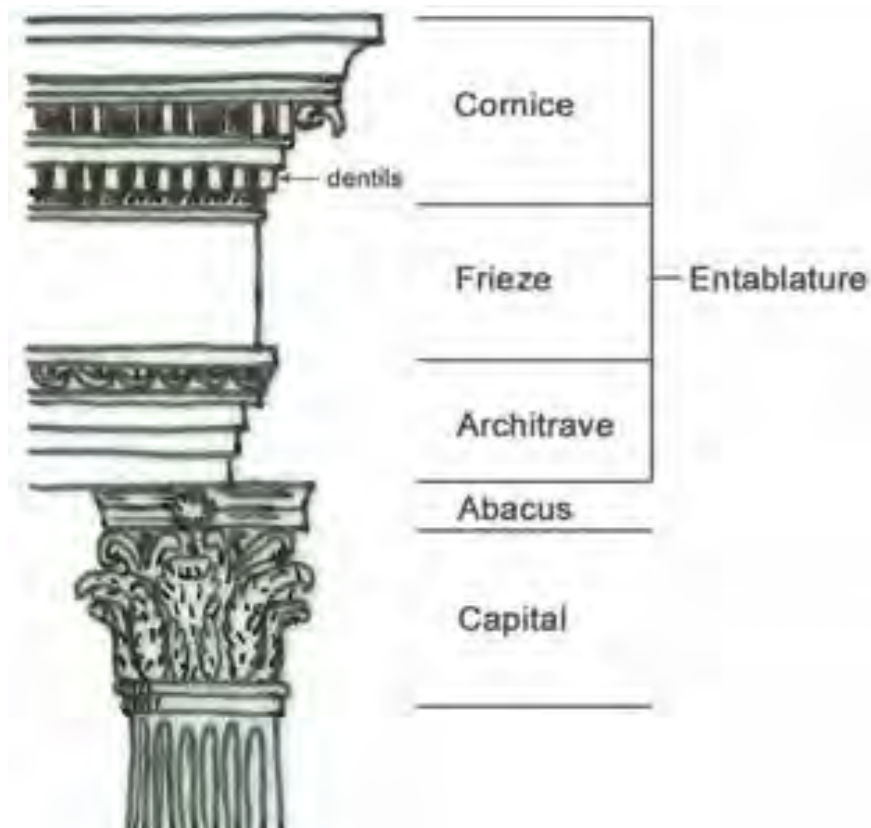 Cornice
dentils
Frieze
Entablature
Architrave
Abacus
Capital